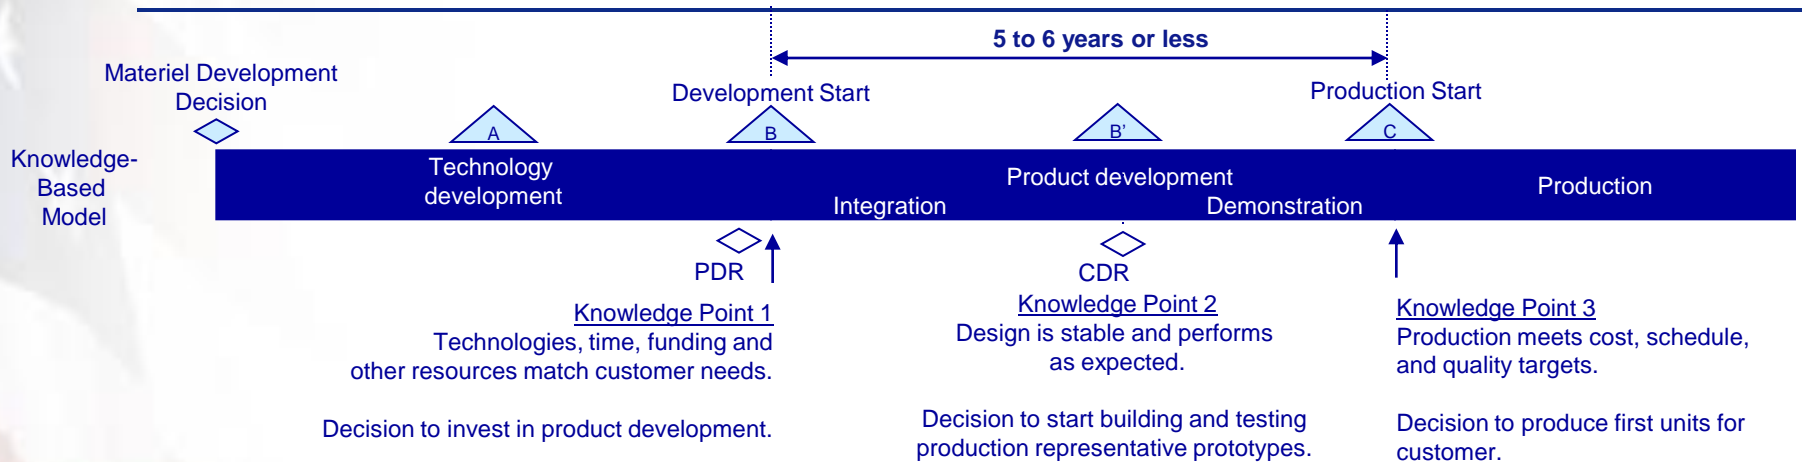 5 to 6 years or less
Materiel Development
Decision
Development Start
Production Start
A
B
B’
C
Knowledge-
Based
Model
Technology
development
Product development
Integration
Demonstration
Production
PDR
CDR
Knowledge Point 1
Technologies, time, funding and
other resources match customer needs.
Decision to invest in product development.
Knowledge Point 2
Design is stable and performs
as expected.
Decision to start building and testing
production representative prototypes.
Knowledge Point 3
Production meets cost, schedule,
and quality targets.
Decision to produce first units for
customer.